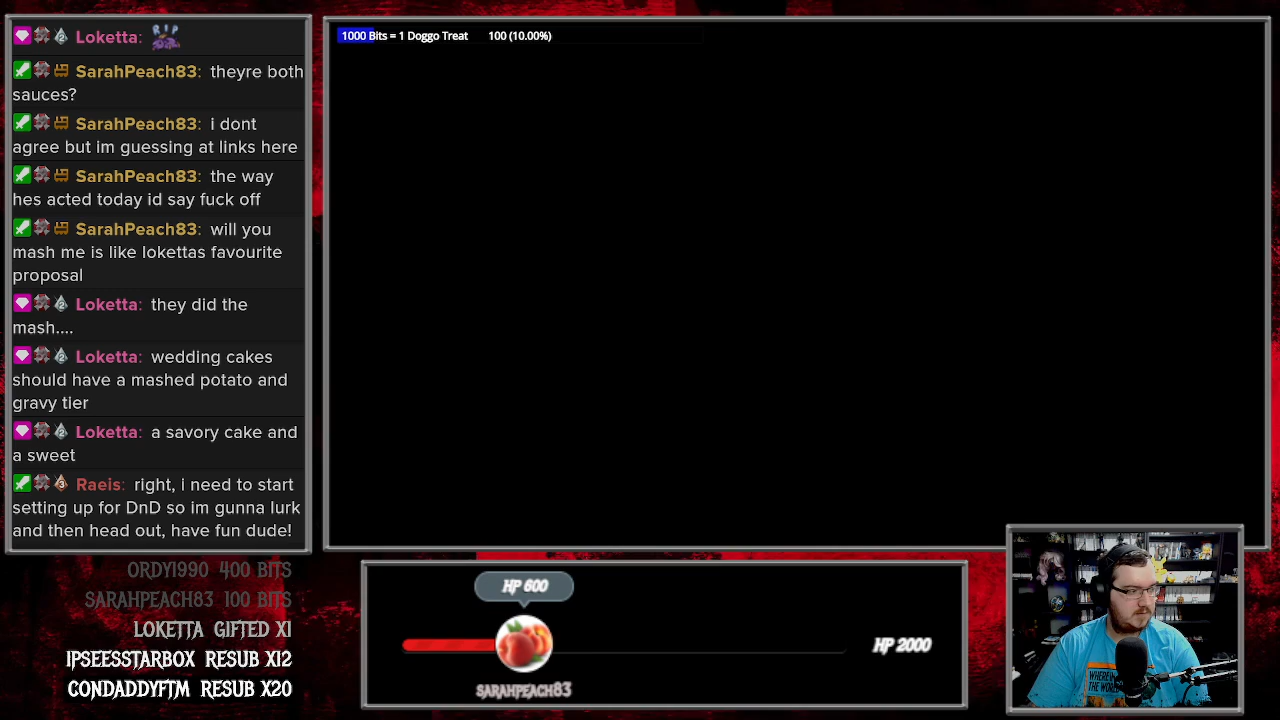 Loketta: RIP
SarahPeach83: theyre both
sauces?
SarahPeach83: i dont
agree but im guessing at links here
SarahPeach83: the way
hes acted today id say fuck off
SarahPeach83: will you
mash me is like lokettas favourite
proposal
Loketta: they did the
mash....
Loketta: wedding cakes
should have a mashed potato and
gravy tier
Loketta: a savory cake and
a sweet
Raeis: right, i need to start
setting up for DnD so im gunna lurk
and then head out, have fun dude!
ORDY1990 400 BITS
SARAHPEACH83 100 BITS
LOKETTA GIFTED X1
IPSEESSTARBOX RESUB X12
CONDADDYFTM RESUB X20
1000 Bits = 1 Doggo Treat 100 (10.00%)
HP 600
HP 2000
SARAHPEACH83